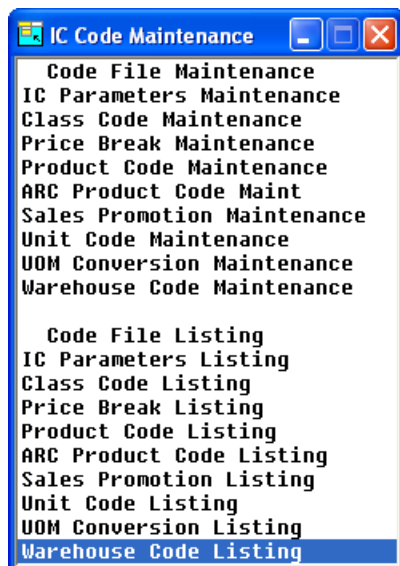 IC Code Maintenance
Code File Maintenance
IC Parameters Maintenance
Class Code Maintenance
Price Break Maintenance
Product Code Maintenance
ARC Product Code Maint
Sales Promotion Maintenance
Unit Code Maintenance
UOM Conversion Maintenance
Warehouse Code Maintenance
Code File Listing
IC Parameters Listing
Class Code Listing
Price Break Listing
Product Code Listing
ARC Product Code Listing
Sales Promotion Listing
Unit Code Listing
UOM Conversion Listing
Warehouse Code Listing